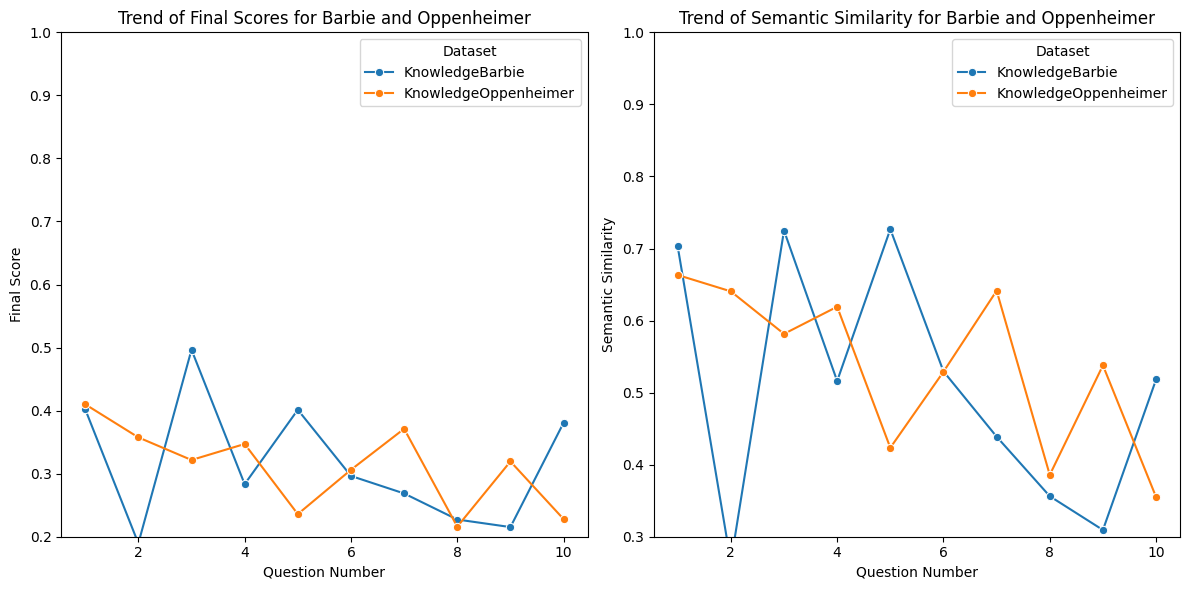 Trend of Final Scores for Barbie and Oppenheimer
1.0
0.9
0.8
0.7
0.6
0.5
0.4
0.3
0.2
Final Score
2
4
6
8
10
Question Number
Dataset
KnowledgeBarbie
KnowledgeOppenheimer
Trend of Semantic Similarity for Barbie and Oppenheimer
1.0
0.9
0.8
0.7
0.6
0.5
0.4
0.3
Semantic Similarity
2
4
6
8
10
Question Number
Dataset
KnowledgeBarbie
KnowledgeOppenheimer